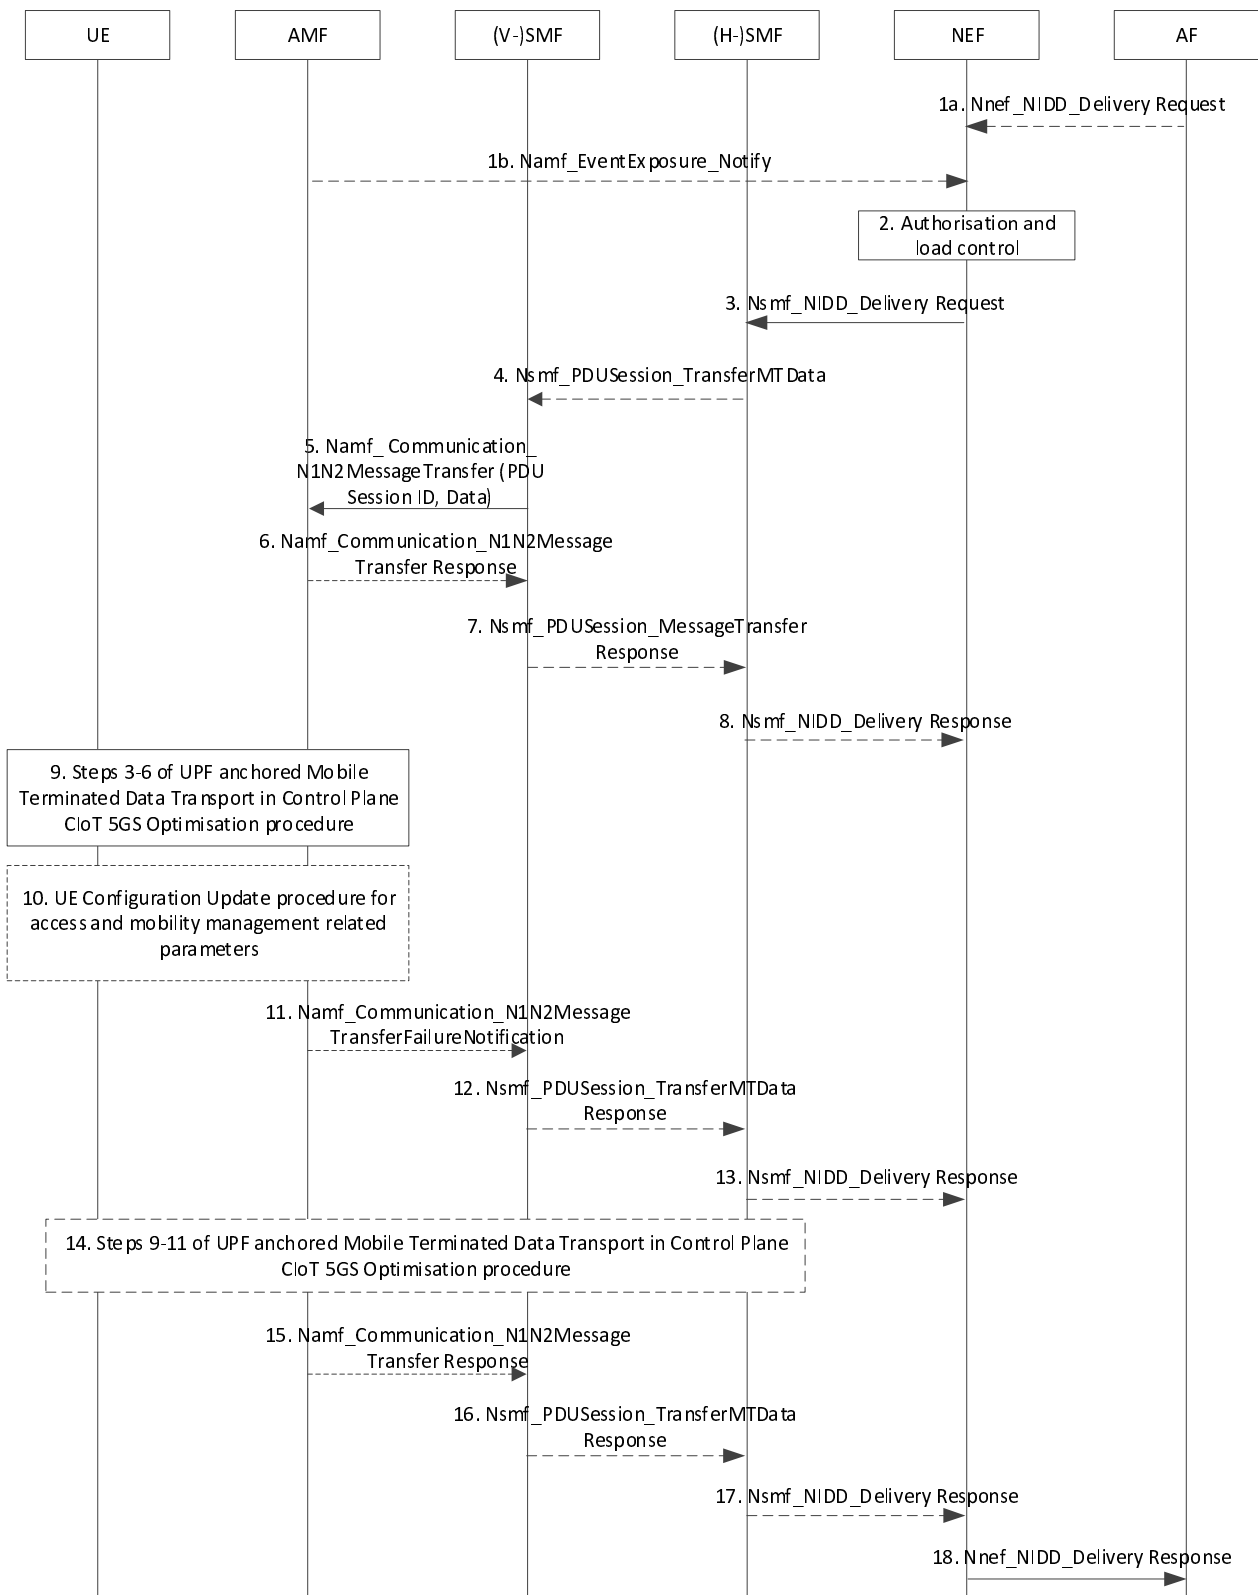 UE
AMF
(V-)SMF
(H-)SMF
NEF
AF
1a. Nnef_NIDD_Delivery Request
1b. Namf_EventExposure_Notify
2. Authorisation and
load control
3. Nsmf_NIDD_Delivery Request
4. Nsmf_PDUSession_TransferMTData
5. Namf_ Communication_
N1N2MessageTransfer (PDU
Session ID, Data)
6. Namf_Communication_N1N2Message
Transfer Response
7. Nsmf_PDUSession_MessageTransfer
Response
8. Nsmf_NIDD_Delivery Response
9. Steps 3-6 of UPF anchored Mobile
Terminated Data Transport in Control Plane
CIoT 5GS Optimisation procedure
10. UE Configuration Update procedure for
access and mobility management related
parameters
11. Namf_Communication_N1N2Message
TransferFailureNotification
12. Nsmf_PDUSession_TransferMTData
Response
13. Nsmf_NIDD_Delivery Response
14. Steps 9-11 of UPF anchored Mobile Terminated Data Transport in Control Plane
CIoT 5GS Optimisation procedure
15. Namf_Communication_N1N2Message
Transfer Response
16. Nsmf_PDUSession_TransferMTData
Response
17. Nsmf_NIDD_Delivery Response
18. Nnef_NIDD_Delivery Response